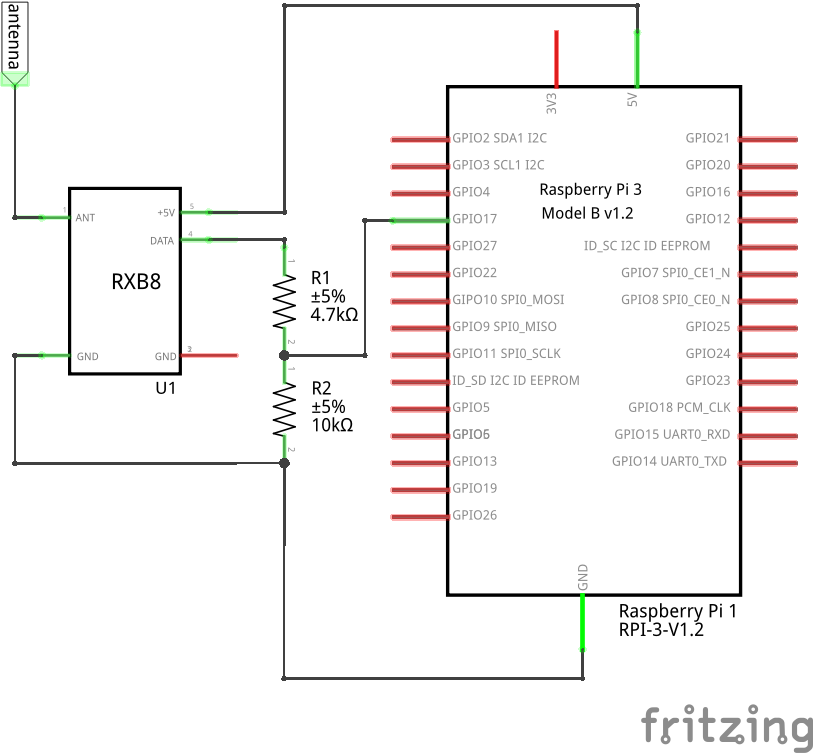 antenna
3V3
5V
GPIO2 SDA1 I2C
GPIO3 SCL1 I2C
GPIO4
GPIO17
GPIO27
GPIO22
GIPO10 SPI0_MOSI
GPIO9 SPI0_MISO
GPIO11 SPI0_SCLK
ID_SD I2C ID EEPROM
GPIO5
GPIO6
GPIO13
GPIO19
GPIO26
Raspberry Pi 3
Model B v1.2
GPIO21
GPIO20
GPIO16
GPIO12
ID_SC I2C ID EEPROM
GPIO7 SPI0_CE1_N
GPIO8 SPI0_CE0_N
GPIO25
GPIO24
GPIO23
GPIO18 PCM_CLK
GPIO15 UART0_RXD
GPIO14 UART0_TXD
GND
Raspberry Pi 1
RPI-3-V1.2
1
ANT
+5V
5
DATA
4
RXB8
GND
GND
U1
1
R1
±5%
4.7kΩ
2
1
R2
±5%
10kΩ
2
fritzing